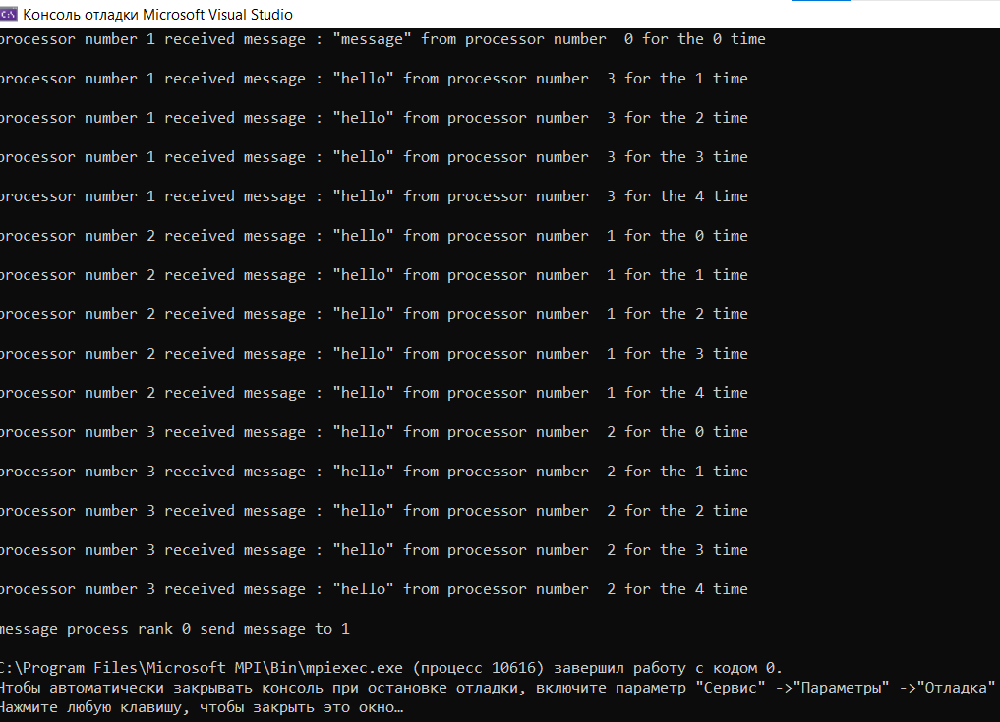 Консоль отладки Microsoft Visual Studio
processor number 1 received message : "message" from processor number  0 for the 0 time
processor number 1 received message : "hello" from processor number  3 for the 1 time
processor number 1 received message : "hello" from processor number  3 for the 2 time
processor number 1 received message : "hello" from processor number  3 for the 3 time
processor number 1 received message : "hello" from processor number  3 for the 4 time
processor number 2 received message : "hello" from processor number  1 for the 0 time
processor number 2 received message : "hello" from processor number  1 for the 1 time
processor number 2 received message : "hello" from processor number  1 for the 2 time
processor number 2 received message : "hello" from processor number  1 for the 3 time
processor number 2 received message : "hello" from processor number  1 for the 4 time
processor number 3 received message : "hello" from processor number  2 for the 0 time
processor number 3 received message : "hello" from processor number  2 for the 1 time
processor number 3 received message : "hello" from processor number  2 for the 2 time
processor number 3 received message : "hello" from processor number  2 for the 3 time
processor number 3 received message : "hello" from processor number  2 for the 4 time
message process rank 0 send message to 1
C:\Program Files\Microsoft MPI\Bin\mpiexec.exe (процесс 10616) завершил работу с кодом 0.
Чтобы автоматически закрывать консоль при остановке отладки, включите параметр "Сервис" ->"Параметры" ->"Отладка"
Нажмите любую клавишу, чтобы закрыть это окно…